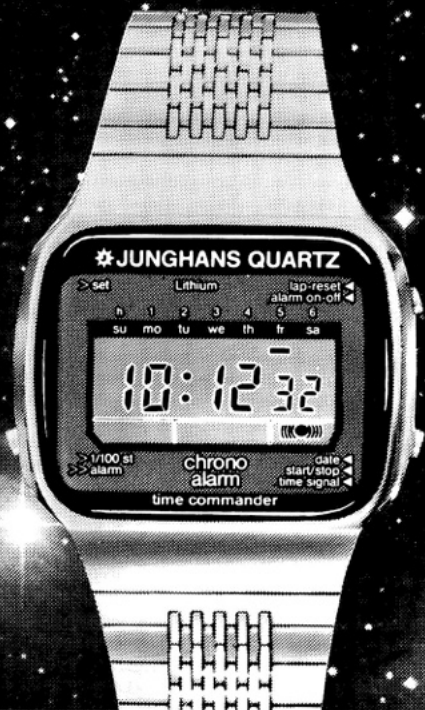 JUNGHANS QUARTZ
> set Lithium lap-reset ◄
alarm on-off ◄
h 1 2 3 4 5 6
su mo tu we th fr sa
10:12 32
>1/100 st chrono date ◄
>>alarm alarm start/stop ◄
time signal ◄
time commander